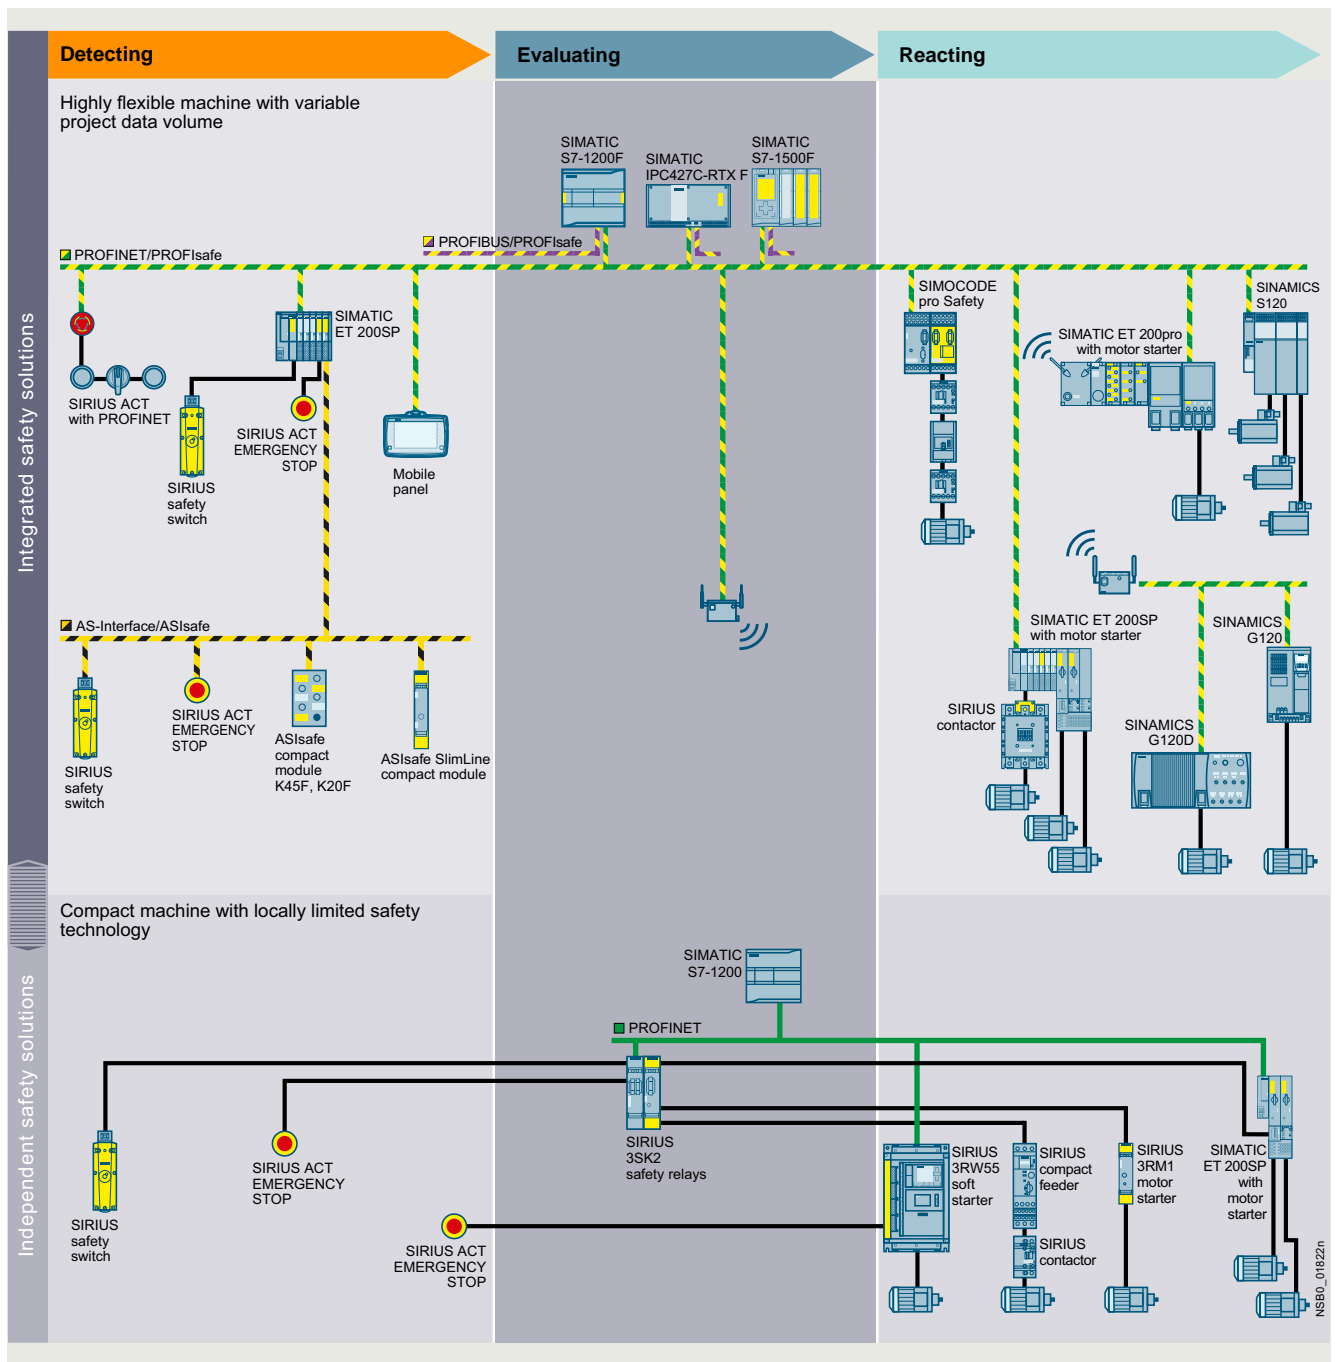 Detecting
Evaluating
Reacting
Integrated safety solutions
Highly flexible machine with variable
project data volume
SIMATIC
S7-1200F
SIMATIC
IPC427C-RTX F
SIMATIC
S7-1500F
PROFIBUS/PROFIsafe
PROFINET/PROFIsafe
SIMATIC
ET 200SP
SIRIUS ACT
with PROFINET
SIRIUS
safety
switch
SIRIUS ACT
EMERGENCY
STOP
Mobile
panel
SIMOCODE
pro Safety
SIMATIC ET 200pro
with motor starter
SINAMICS
S120
AS-Interface/ASIsafe
SIRIUS
safety
switch
SIRIUS ACT
EMERGENCY
STOP
ASIsafe
compact
module
K45F, K20F
ASIsafe SlimLine
compact module
SIMATIC ET 200SP
with motor starter
SIRIUS
contactor
SINAMICS
G120
SINAMICS
G120D
Independent safety solutions
Compact machine with locally limited safety
technology
SIMATIC
S7-1200
PROFINET
SIRIUS
safety
switch
SIRIUS ACT
EMERGENCY
STOP
SIRIUS ACT
EMERGENCY
STOP
SIRIUS
3SK2
safety relays
SIRIUS
3RW55
soft
starter
SIRIUS
compact
feeder
SIRIUS
contactor
SIRIUS
3RM1
motor
starter
SIMATIC
ET 200SP
with
motor
starter
NSB0_01822n